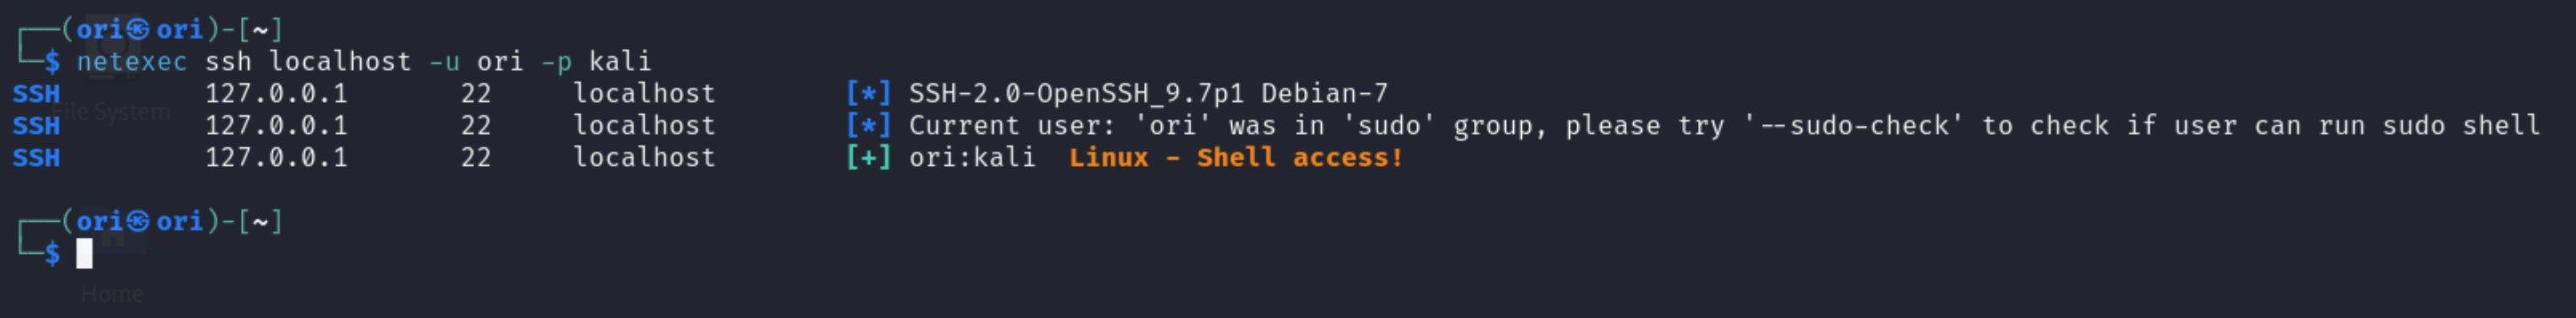 ┌──(ori㉿ori)-[~]
└─$ netexec ssh localhost -u ori -p kali
SSH 127.0.0.1 22 localhost [*] SSH-2.0-OpenSSH_9.7p1 Debian-7
SSH 127.0.0.1 22 localhost [*] Current user: 'ori' was in 'sudo' group, please try '--sudo-check' to check if user can run sudo shell
SSH 127.0.0.1 22 localhost [+] ori:kali Linux - Shell access!
File System
┌──(ori㉿ori)-[~]
└─$
Home